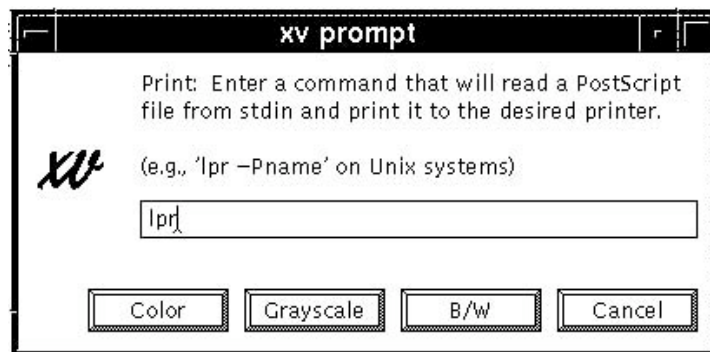 xv prompt
Print: Enter a command that will read a PostScript
file from stdin and print it to the desired printer.
xv
(e.g., 'lpr –Pname' on Unix systems)
lpr
Color Grayscale B/W Cancel